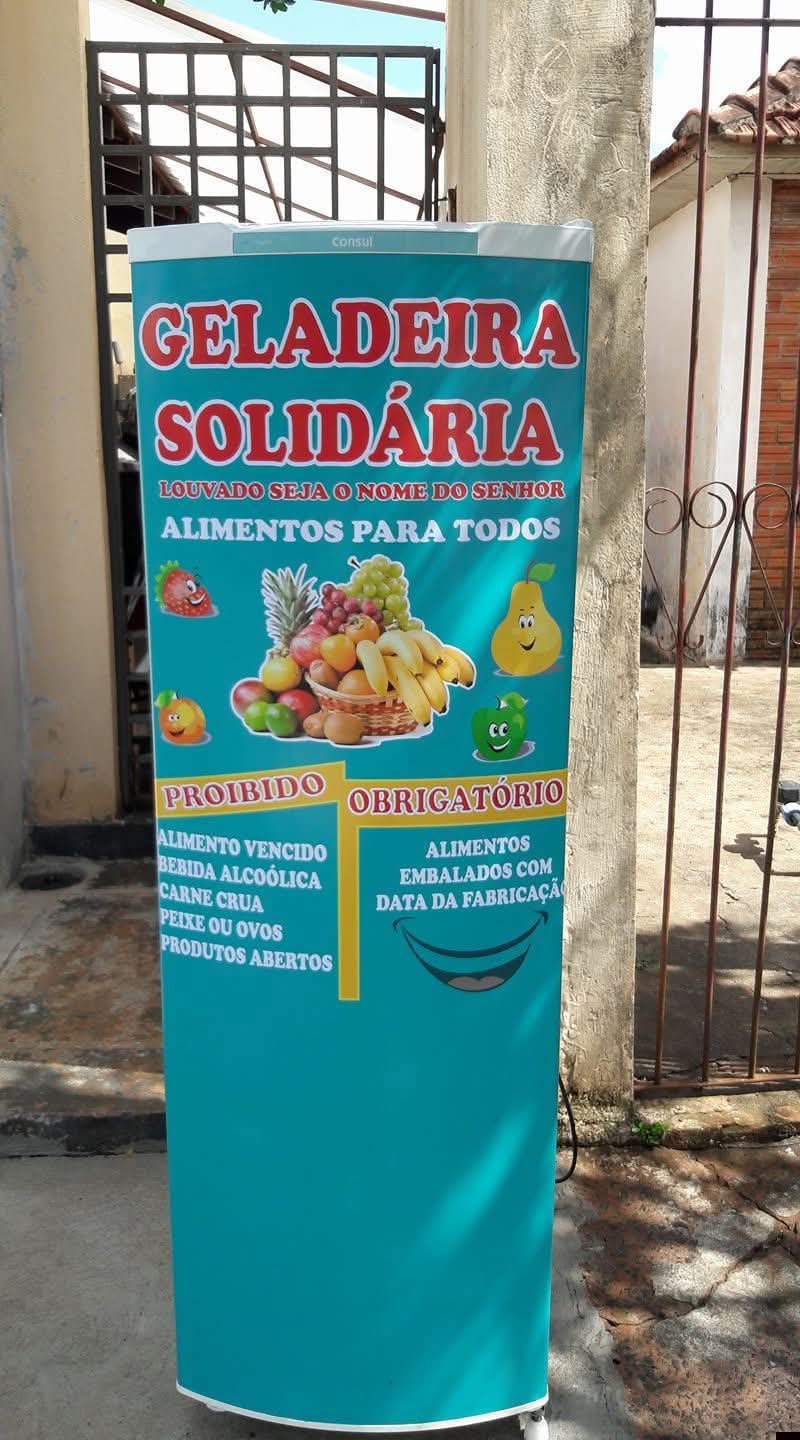 Consul
GELADEIRA
SOLIDÁRIA
LOUVADO SEJA O NOME DO SENHOR
ALIMENTOS PARA TODOS
PROIBIDO
ALIMENTO VENCIDO
BEBIDA ALCOÓLICA
CARNE CRUA
PEIXE OU OVOS
PRODUTOS ABERTOS
OBRIGATÓRIO
ALIMENTOS
EMBALADOS COM
DATA DA FABRICAÇÃO